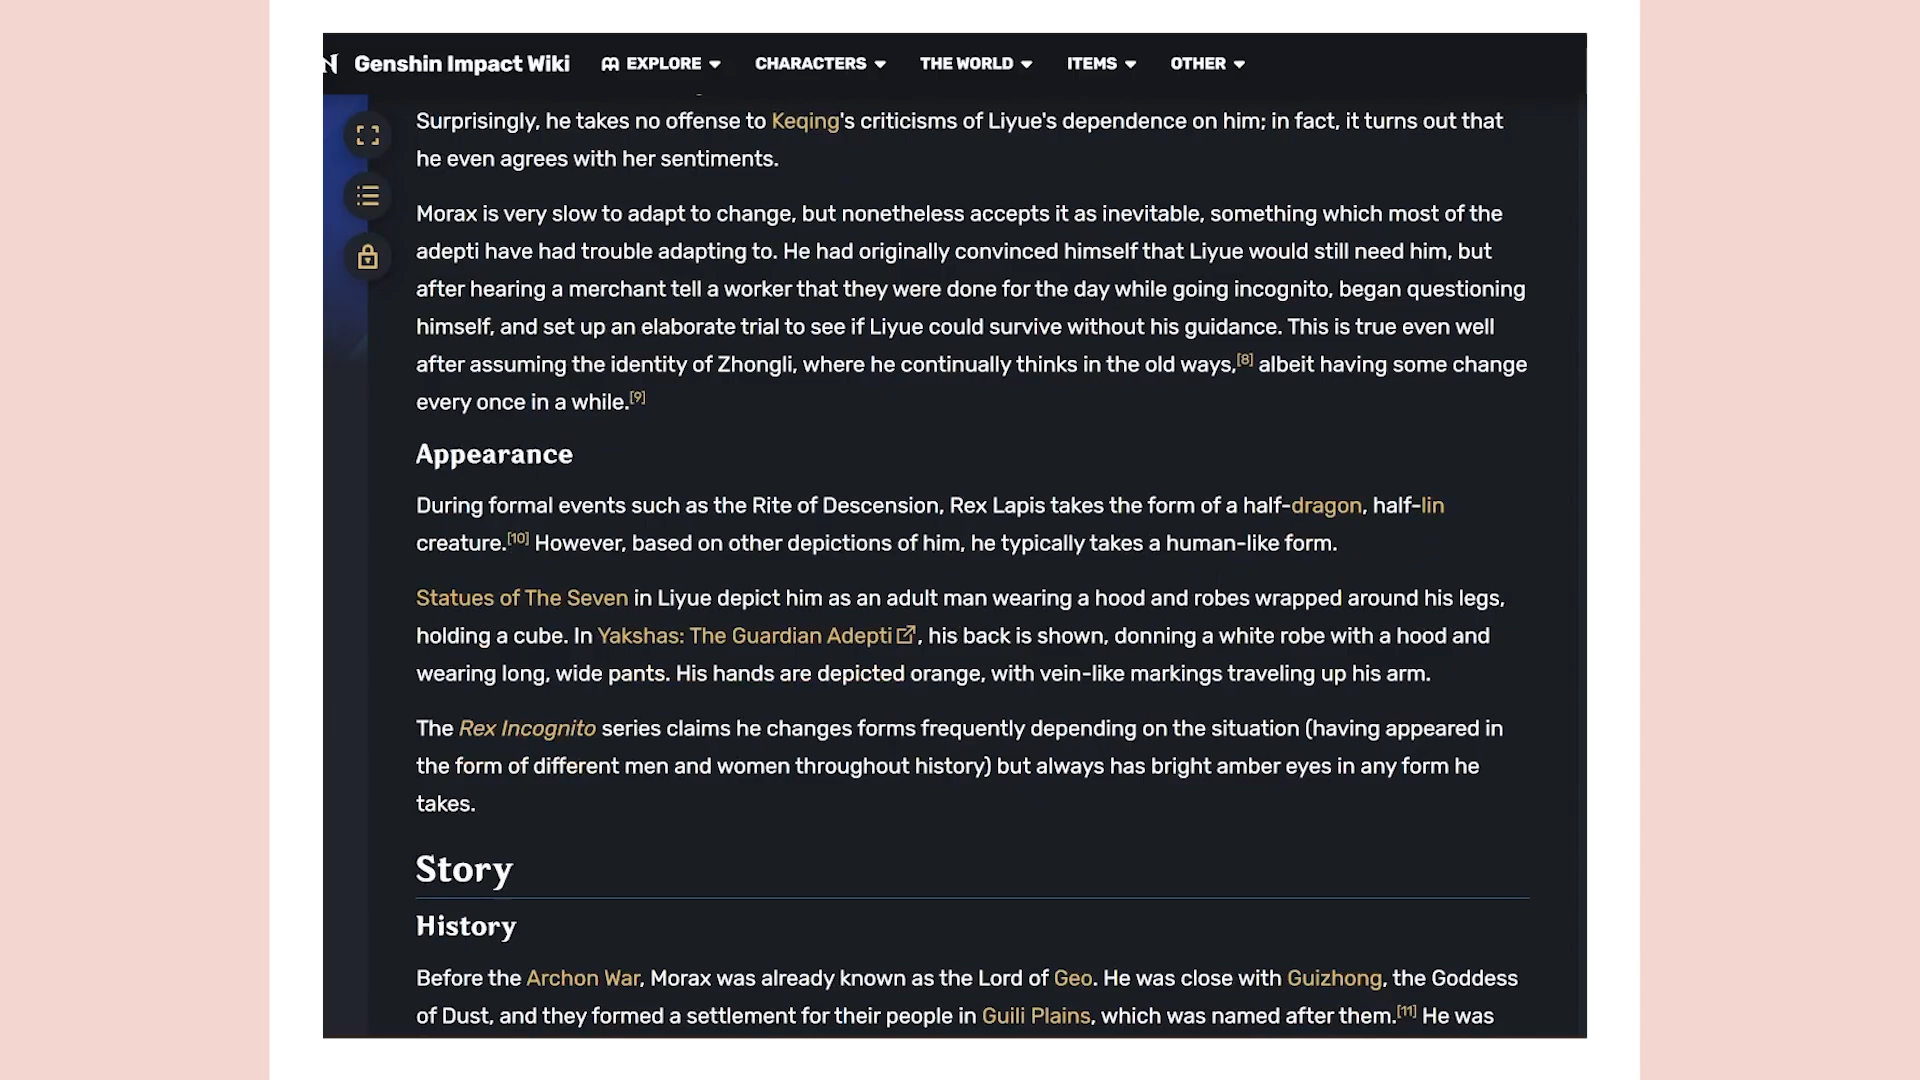 Genshin Impact Wiki EXPLORE CHARACTERS THE WORLD ITEMS OTHER
Surprisingly, he takes no offense to Keqing's criticisms of Liyue's dependence on him; in fact, it turns out that
he even agrees with her sentiments.
Morax is very slow to adapt to change, but nonetheless accepts it as inevitable, something which most of the
adepti have had trouble adapting to. He had originally convinced himself that Liyue would still need him, but
after hearing a merchant tell a worker that they were done for the day while going incognito, began questioning
himself, and set up an elaborate trial to see if Liyue could survive without his guidance. This is true even well
after assuming the identity of Zhongli, where he continually thinks in the old ways,[8] albeit having some change
every once in a while.[9]
Appearance
During formal events such as the Rite of Descension, Rex Lapis takes the form of a half-dragon, half-lin
creature.[10] However, based on other depictions of him, he typically takes a human-like form.
Statues of The Seven in Liyue depict him as an adult man wearing a hood and robes wrapped around his legs,
holding a cube. In Yakshas: The Guardian Adepti, his back is shown, donning a white robe with a hood and
wearing long, wide pants. His hands are depicted orange, with vein-like markings traveling up his arm.
The Rex Incognito series claims he changes forms frequently depending on the situation (having appeared in
the form of different men and women throughout history) but always has bright amber eyes in any form he
takes.
Story
History
Before the Archon War, Morax was already known as the Lord of Geo. He was close with Guizhong, the Goddess
of Dust, and they formed a settlement for their people in Guili Plains, which was named after them.[11] He was